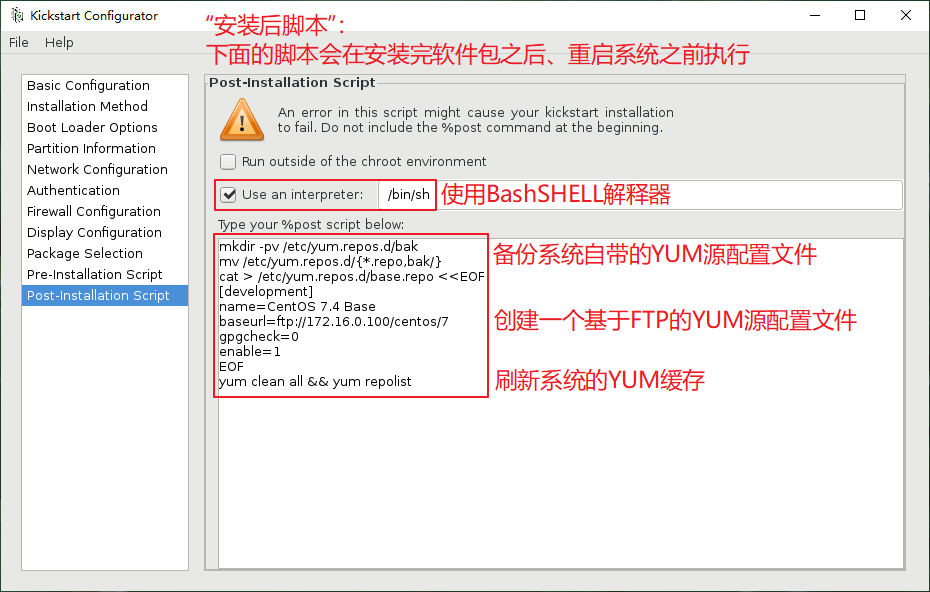 Kickstart Configurator
“安装后脚本”：
File Help
下面的脚本会在安装完软件包之后、重启系统之前执行
Basic Configuration
Installation Method
Boot Loader Options
Partition Information
Network Configuration
Authentication
Firewall Configuration
Display Configuration
Package Selection
Pre-Installation Script
Post-Installation Script
Post-Installation Script
An error in this script might cause your kickstart installation
to fail. Do not include the %post command at the beginning.
Run outside of the chroot environment
Use an interpreter: /bin/sh 使用BashSHELL解释器
Type your %post script below:
mkdir -pv /etc/yum.repos.d/bak
mv /etc/yum.repos.d/{*.repo,bak/}
cat > /etc/yum.repos.d/base.repo <<EOF
[development]
name=CentOS 7.4 Base
baseurl=ftp://172.16.0.100/centos/7
gpgcheck=0
enable=1
EOF
yum clean all && yum repolist
备份系统自带的YUM源配置文件
创建一个基于FTP的YUM源配置文件
刷新系统的YUM缓存